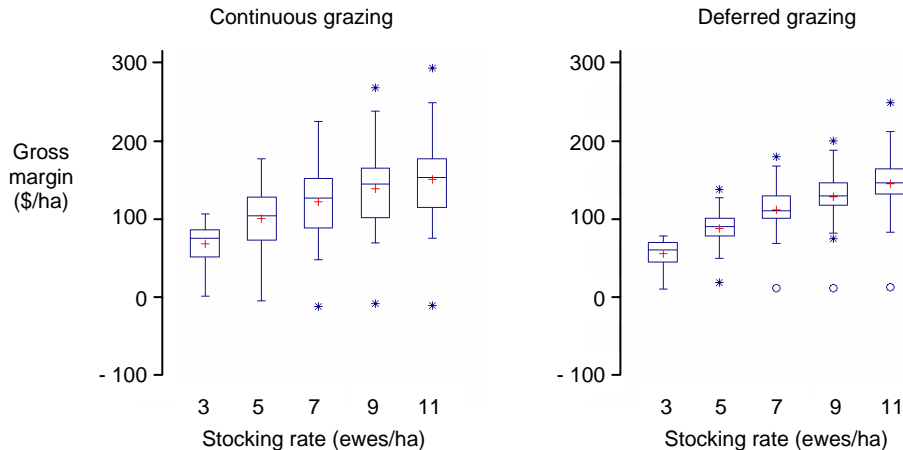 Continuous grazing
Deferred grazing
Gross
margin
($/ha)
300
200
100
0
- 100
3 5 7 9 11
Stocking rate (ewes/ha)
300
200
100
0
- 100
3 5 7 9 11
Stocking rate (ewes/ha)